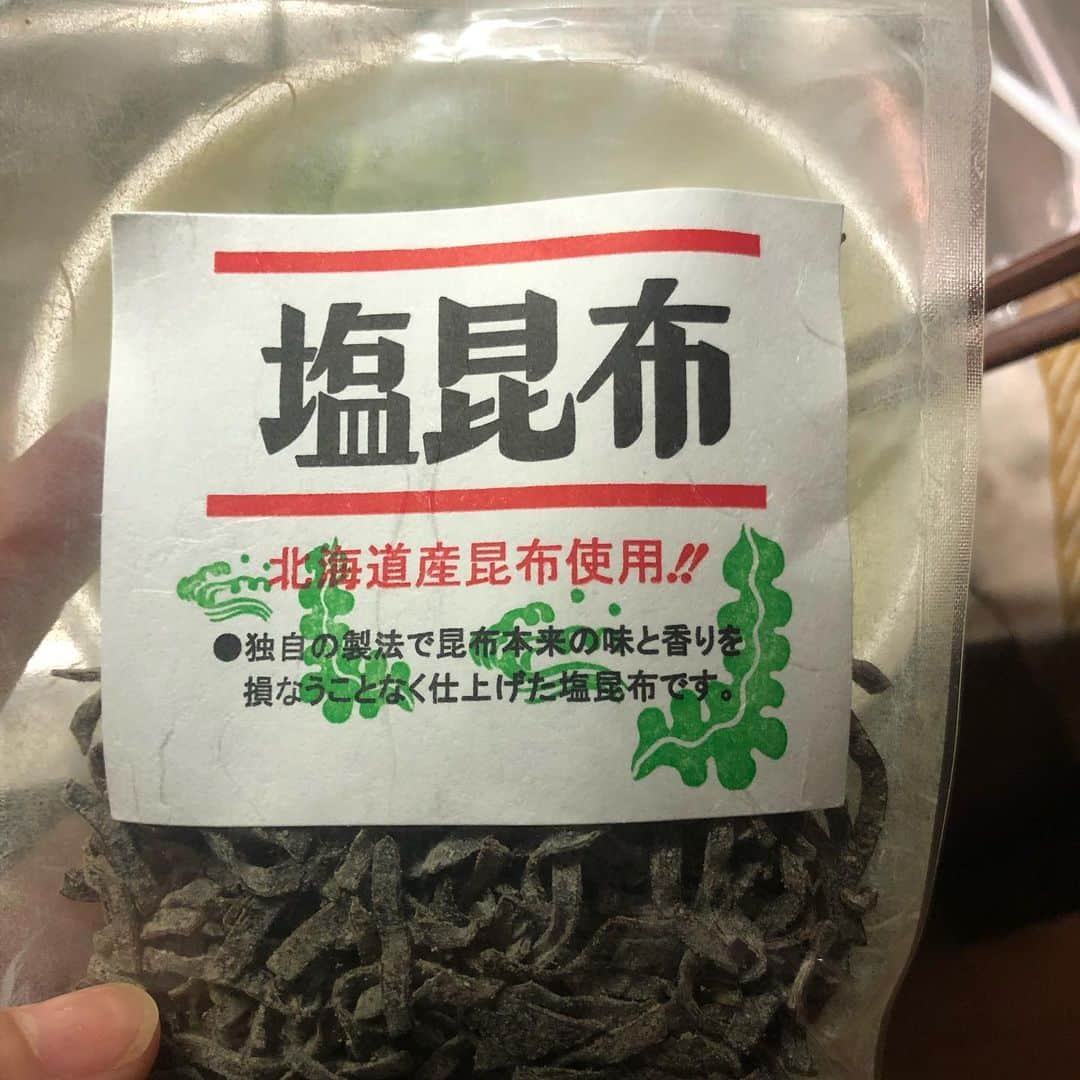 塩昆布
北海道産昆布使用!!
●独自の製法で昆布本来の味と香りを
損なうことなく仕上げた塩昆布です。